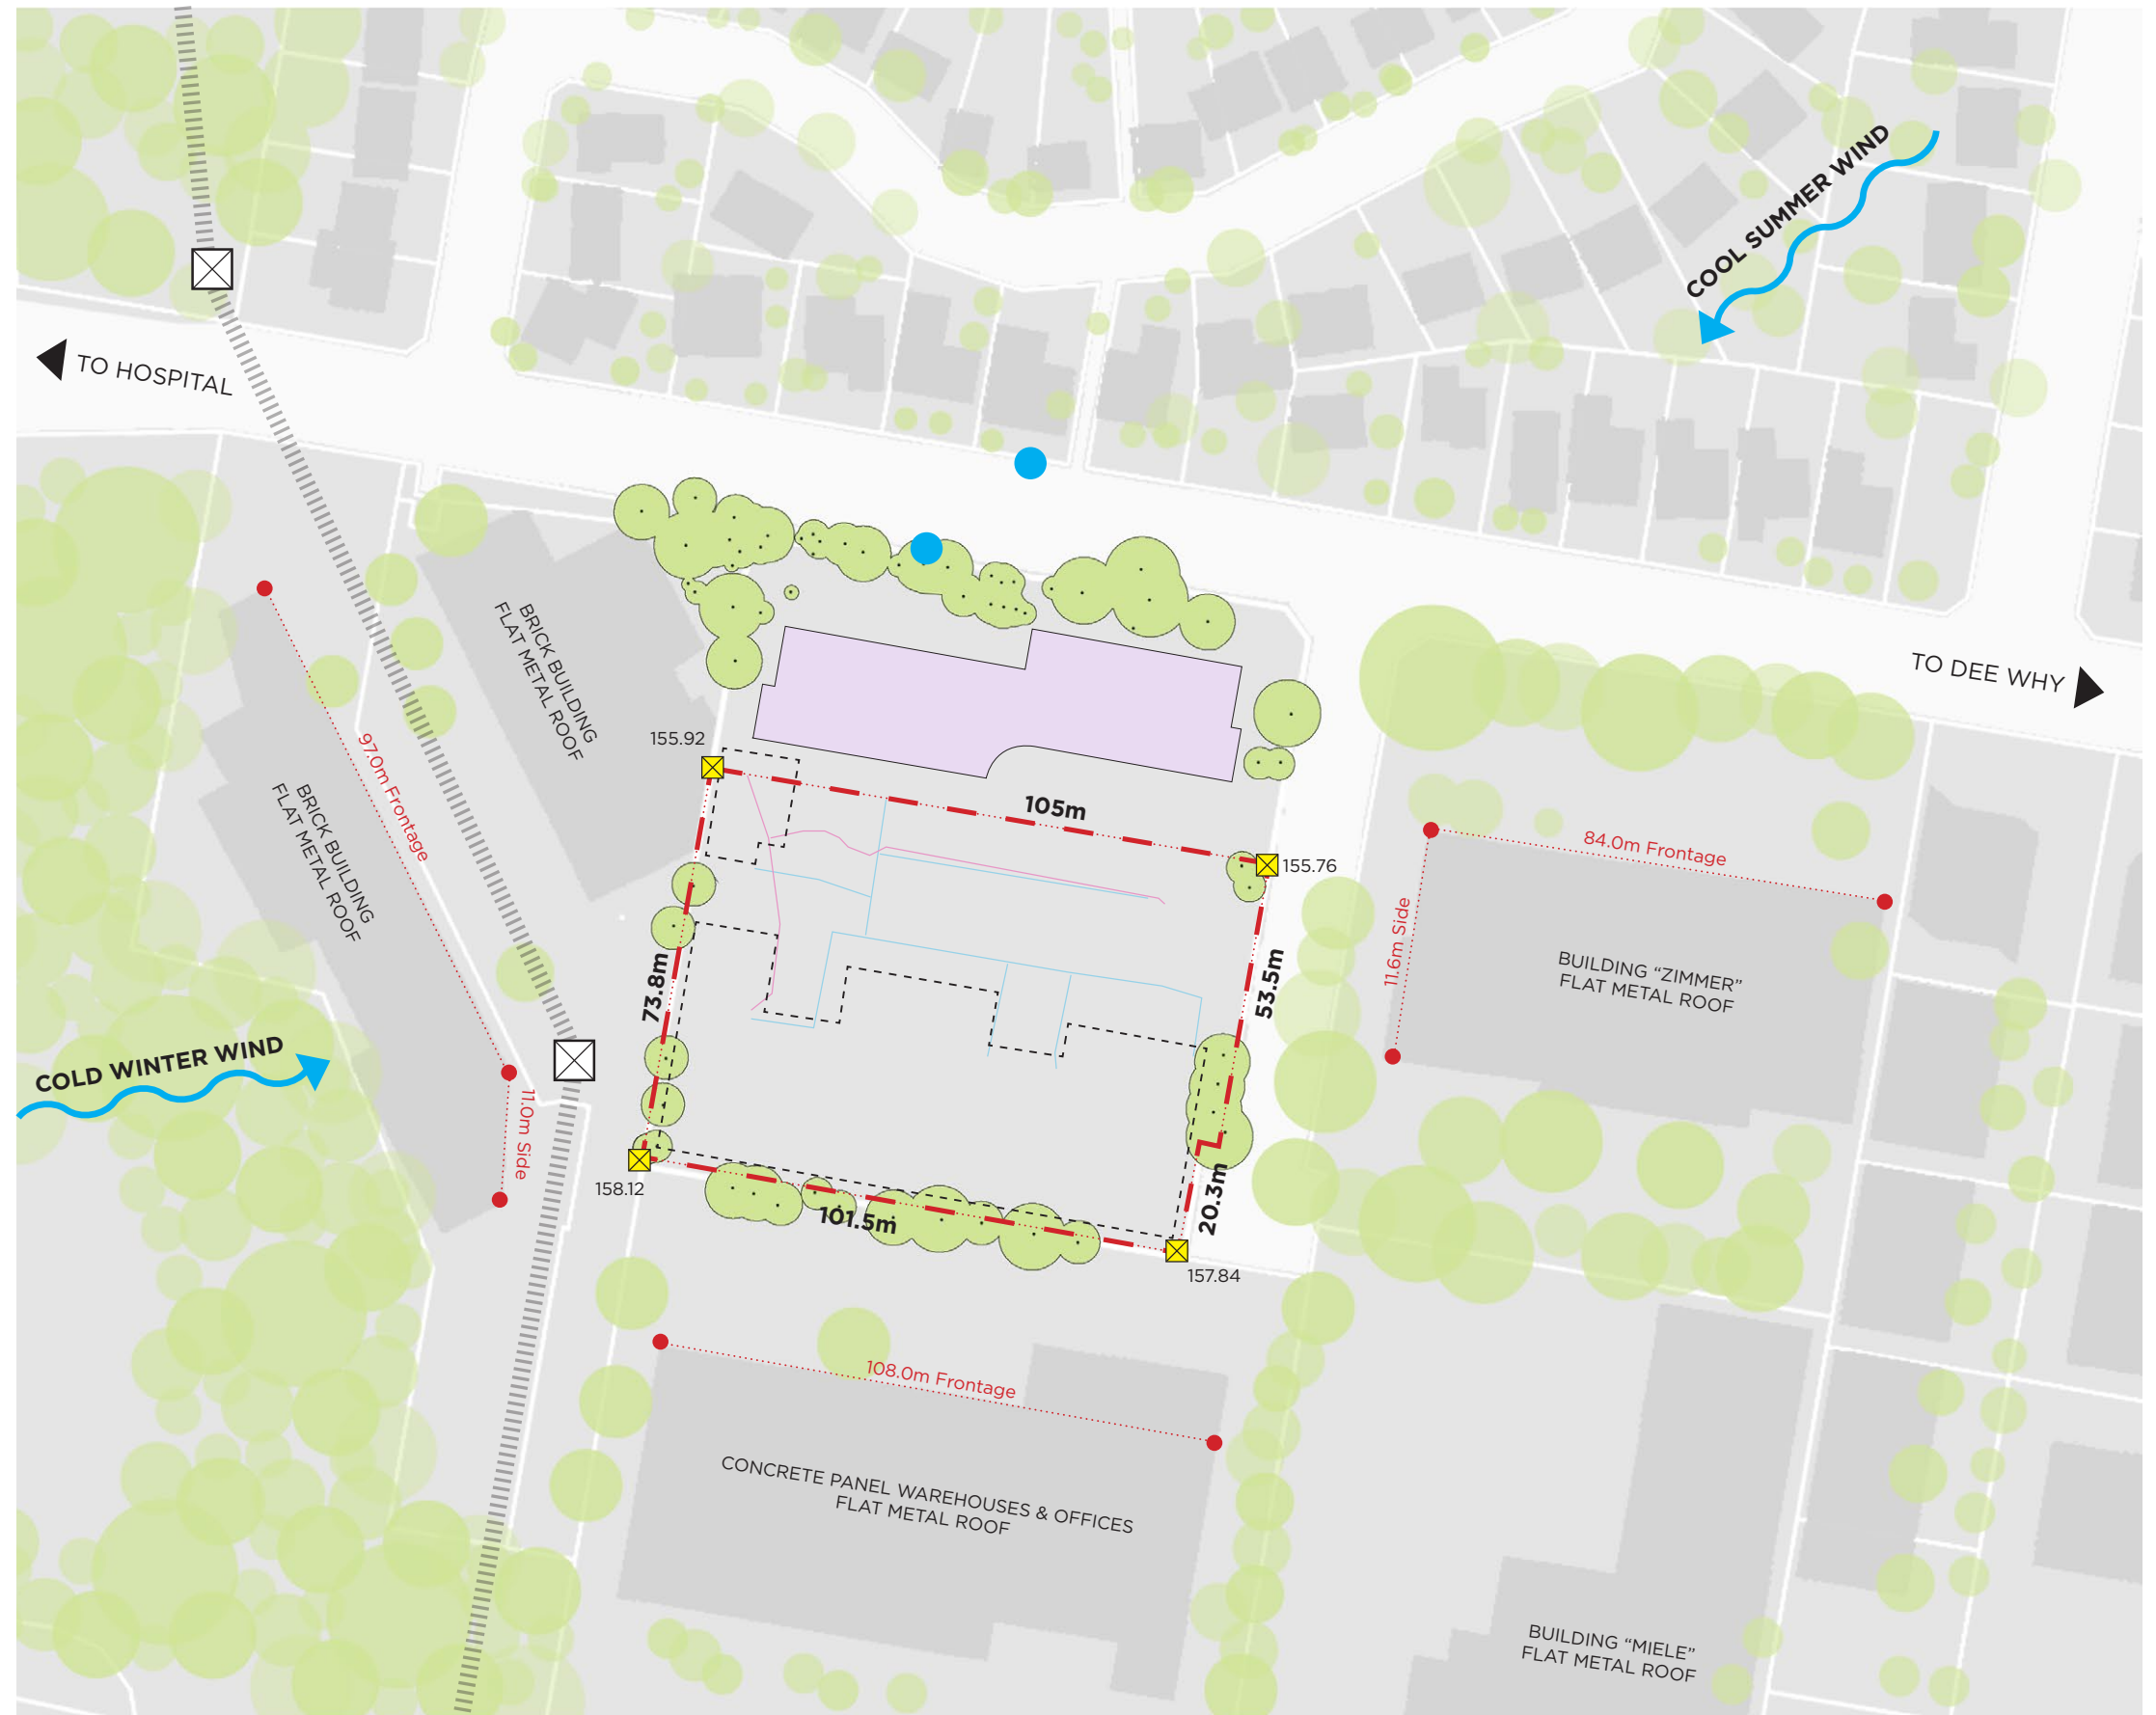 COOL SUMMER WIND
TO HOSPITAL
TO DEE WHY
BRICK BUILDING
FLAT METAL ROOF
155.92
97.0m Frontage
105m
BRICK BUILDING
FLAT METAL ROOF
84.0m Frontage
155.76
11.6m Side
73.8m
53.5m
BUILDING “ZIMMER”
FLAT METAL ROOF
COLD WINTER WIND
11.0m Side
158.12
101.5m
20.3m
157.84
108.0m Frontage
CONCRETE PANEL WAREHOUSES & OFFICES
FLAT METAL ROOF
BUILDING “MIELE”
FLAT METAL ROOF